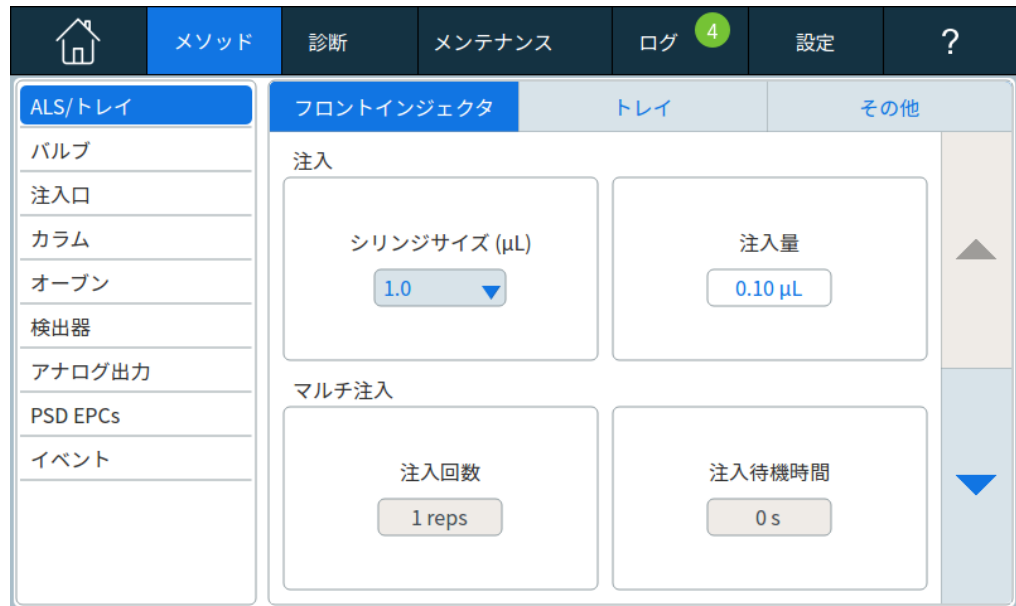 メソッド 診断 メンテナンス ログ 4 設定 ?
ALS/トレイ
バルブ
注入口
カラム
オーブン
検出器
アナログ出力
PSD EPCs
イベント
フロントインジェクタ トレイ その他
注入
シリンジサイズ (µL)
1.0
注入量
0.10 µL
マルチ注入
注入回数
1 reps
注入待機時間
0 s